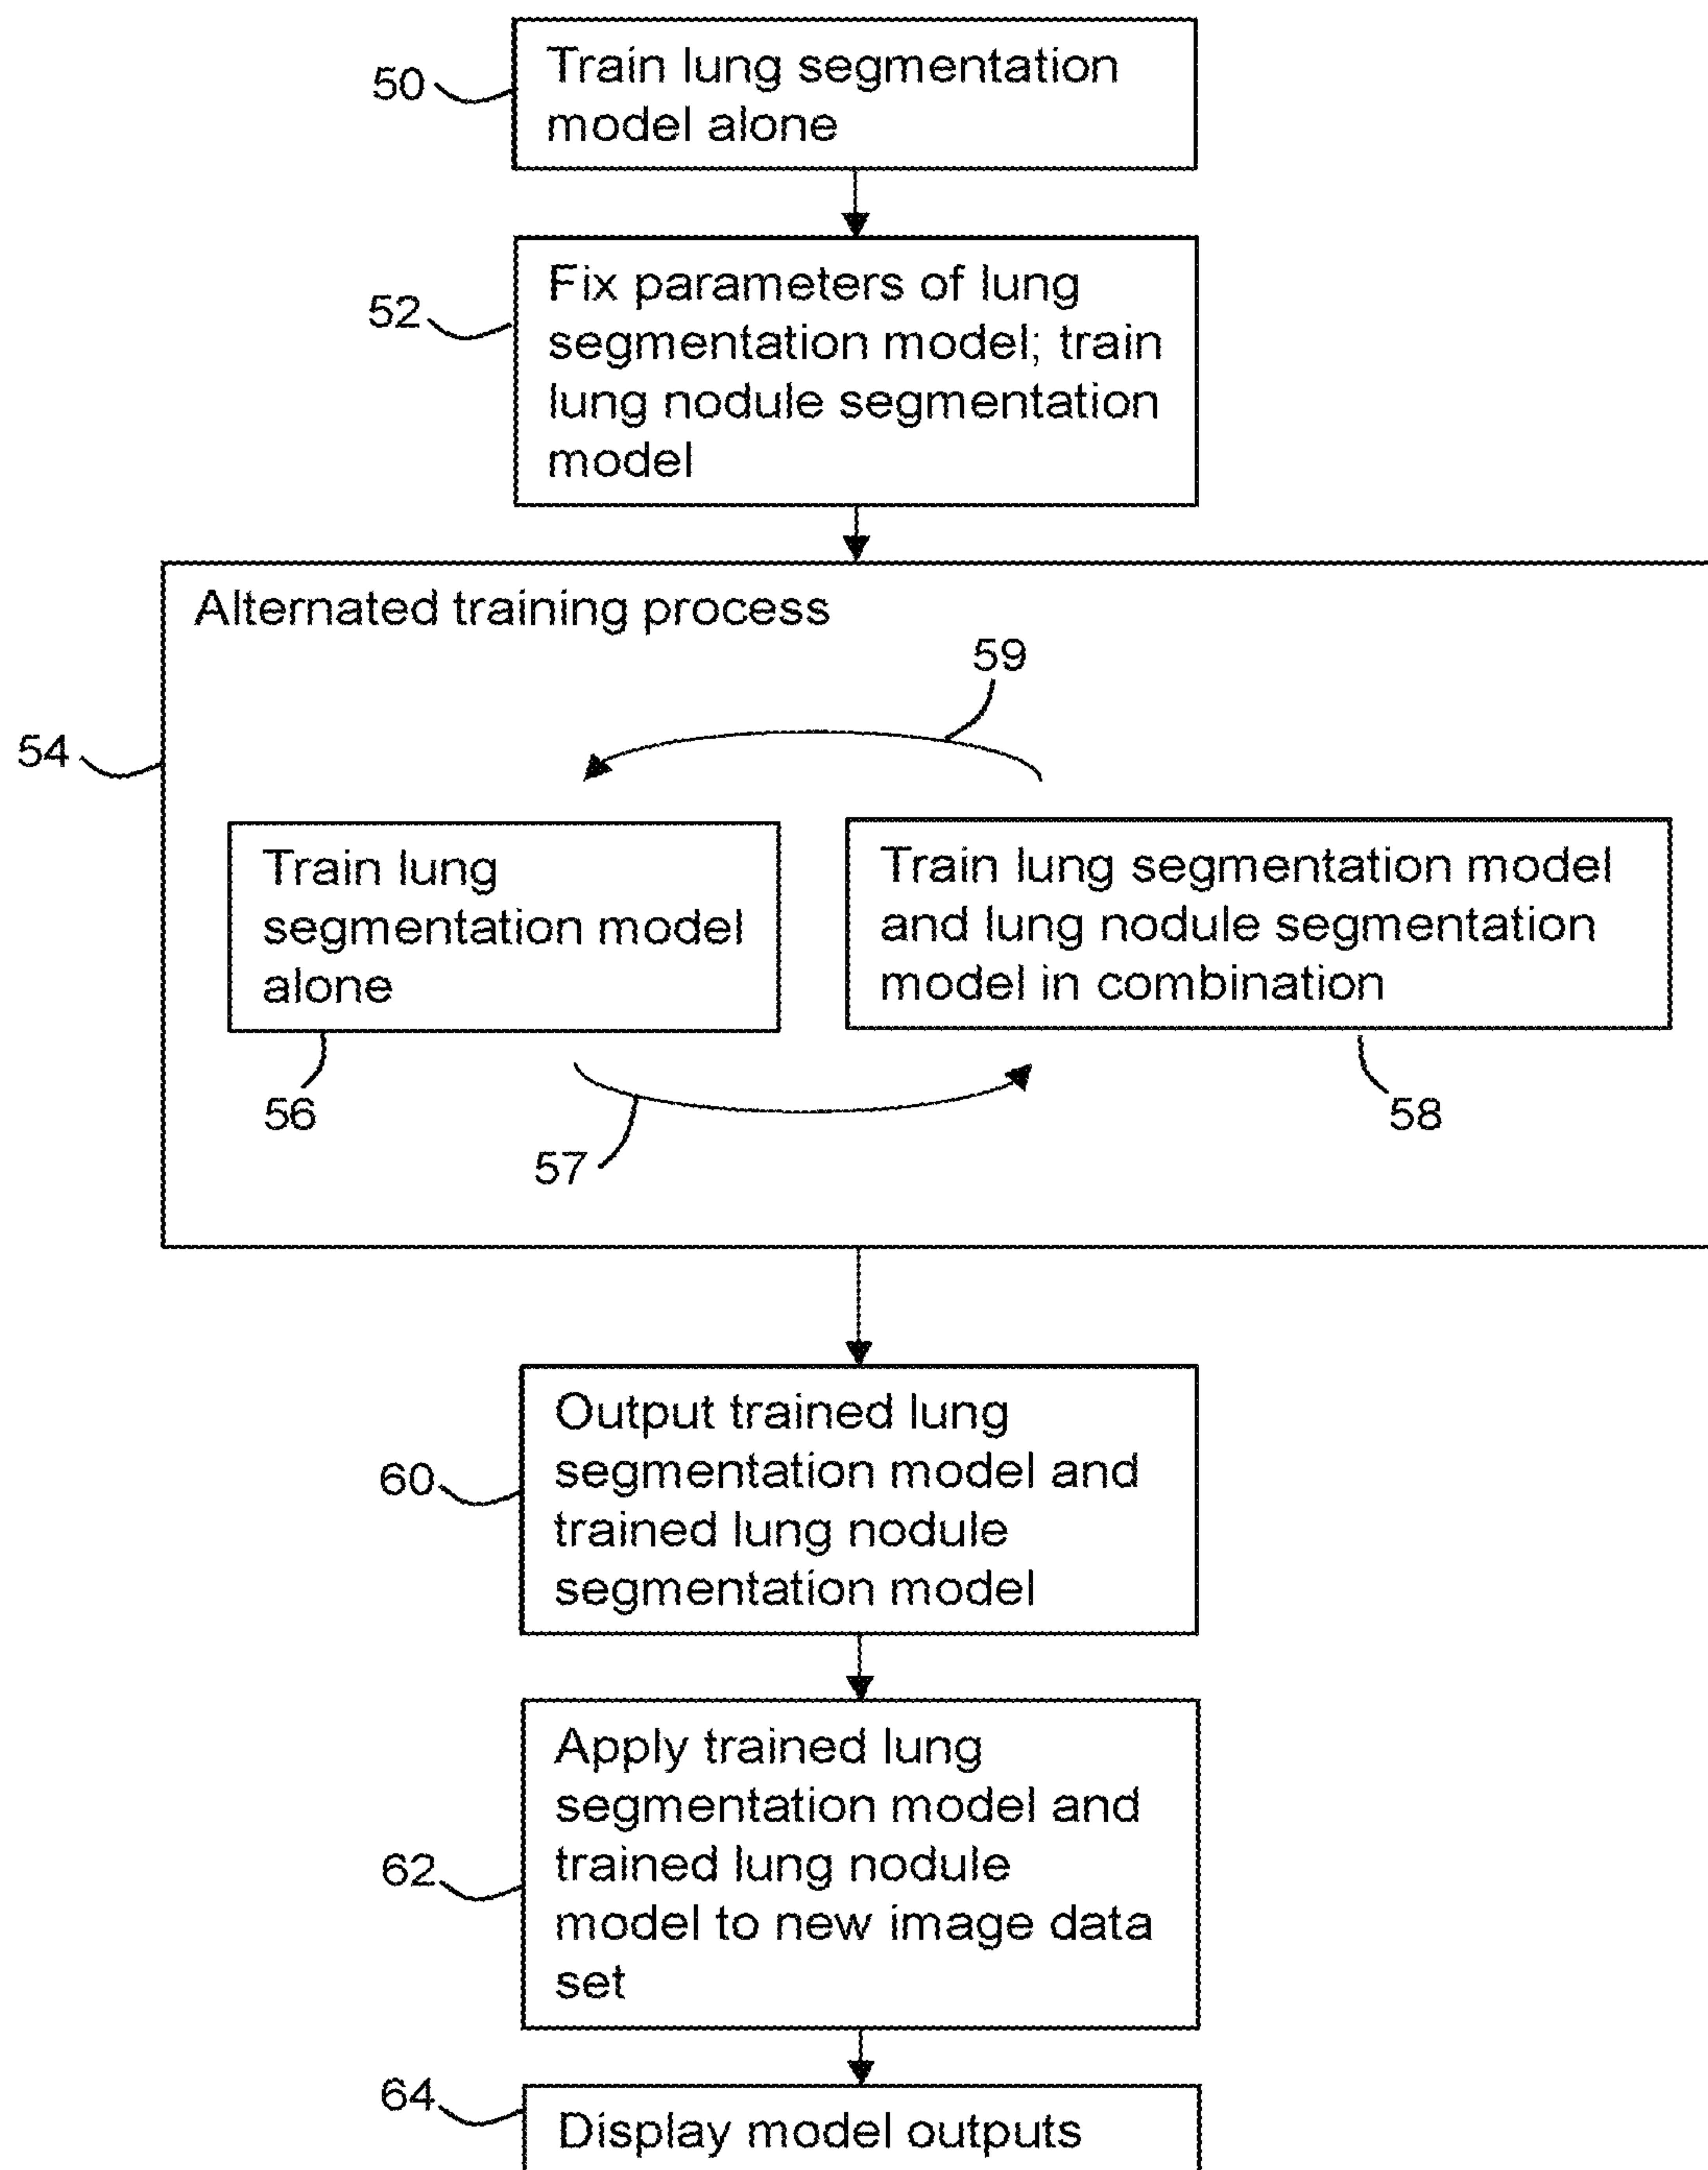 50
Train lung segmentation
model alone
52
Fix parameters of lung
segmentation model; train
lung nodule segmentation
model
Alternated training process
59
54
Train lung
segmentation model
alone
Train lung segmentation model
and lung nodule segmentation
model in combination
56
58
57
Output trained lung
segmentation model and
trained lung nodule
segmentation model
60
Apply trained lung
segmentation model and
trained lung nodule
model to new image data
set
62
64
Display model outputs